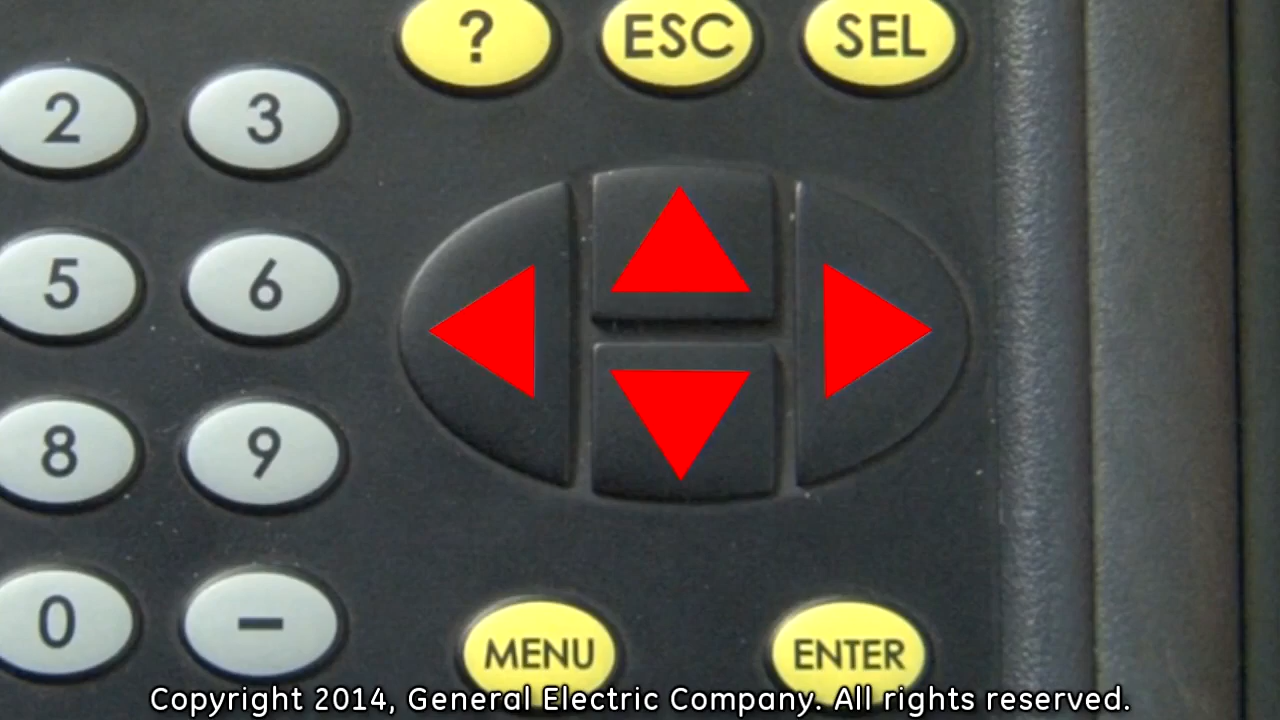 ? ESC SEL
2 3
5 6
8 9
0 -
MENU ENTER
Copyright 2014, General Electric Company. All rights reserved.